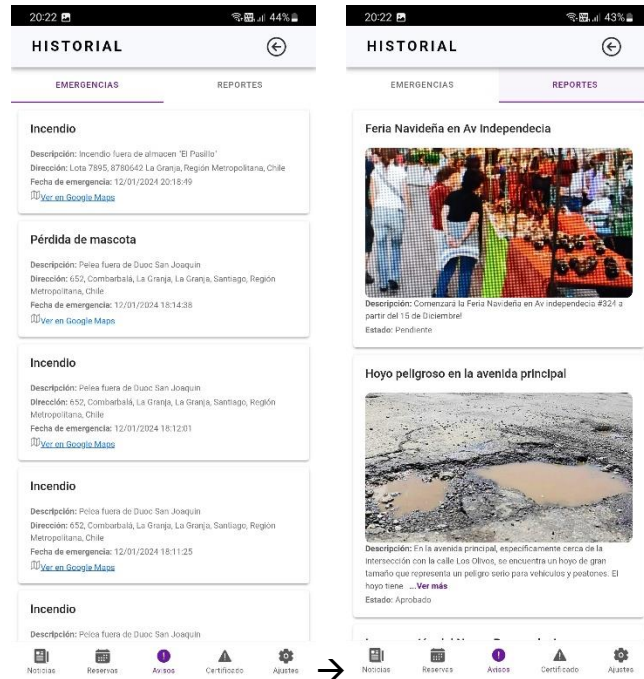 20:22
44%
HISTORIAL
EMERGENCIAS
REPORTES
Incendio
Descripción: Incendio fuera de almacen "El Pasillo"
Dirección: Lota 7895, 8780642 La Granja, Región Metropolitana, Chile
Fecha de emergencia: 12/01/2024 20:18:49
Ver en Google Maps
Pérdida de mascota
Descripción: Pelea fuera de Duoc San Joaquin
Dirección: 652, Combarbalá, La Granja, La Granja, Santiago, Región
Metropolitana, Chile
Fecha de emergencia: 12/01/2024 18:14:38
Ver en Google Maps
Incendio
Descripción: Pelea fuera de Duoc San Joaquin
Dirección: 652, Combarbalá, La Granja, La Granja, Santiago, Región
Metropolitana, Chile
Fecha de emergencia: 12/01/2024 18:12:01
Ver en Google Maps
Incendio
Descripción: Pelea fuera de Duoc San Joaquin
Dirección: 652, Combarbalá, La Granja, La Granja, Santiago, Región
Metropolitana, Chile
Fecha de emergencia: 12/01/2024 18:11:25
Ver en Google Maps
Incendio
Descripción: Pelea fuera de Duoc San Joaquin
Noticias
Reservas
Avisos
Certificado
Ajustes
20:22
43%
HISTORIAL
EMERGENCIAS
REPORTES
Feria Navideña en Av Independecia
Descripción: Comenzará la Feria Navideña en Av independecia #324 a
partir del 15 de Diciembre!
Estado: Pendiente
Hoyo peligroso en la avenida principal
Descripción: En la avenida principal, específicamente cerca de la
intersección con la calle Los Olivos, se encuentra un hoyo de gran
tamaño que representa un peligro serio para vehículos y peatones. El
hoyo tiene ...Ver más
Estado: Aprobado
Noticias
Reservas
Avisos
Certificado
Ajustes